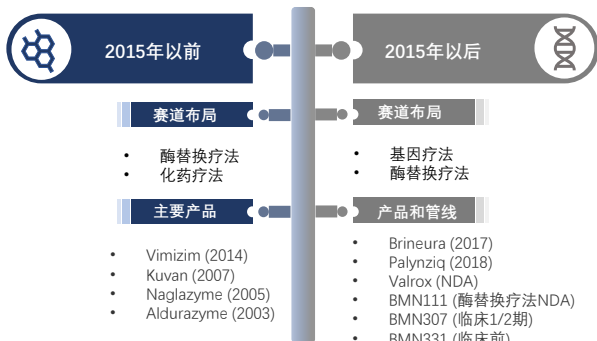 2015年以前
2015年以后
赛道布局
赛道布局
• 酶替换疗法
• 化药疗法
• 基因疗法
• 酶替换疗法
主要产品
产品和管线
• Vimizim (2014)
• Kuvan (2007)
• Naglazyme (2005)
• Aldurazyme (2003)
• Brineura (2017)
• Palynziq (2018)
• Valrox (NDA)
• BMN111 (酶替换疗法NDA)
• BMN307 (临床1/2期)
• BMN331 (临床前)